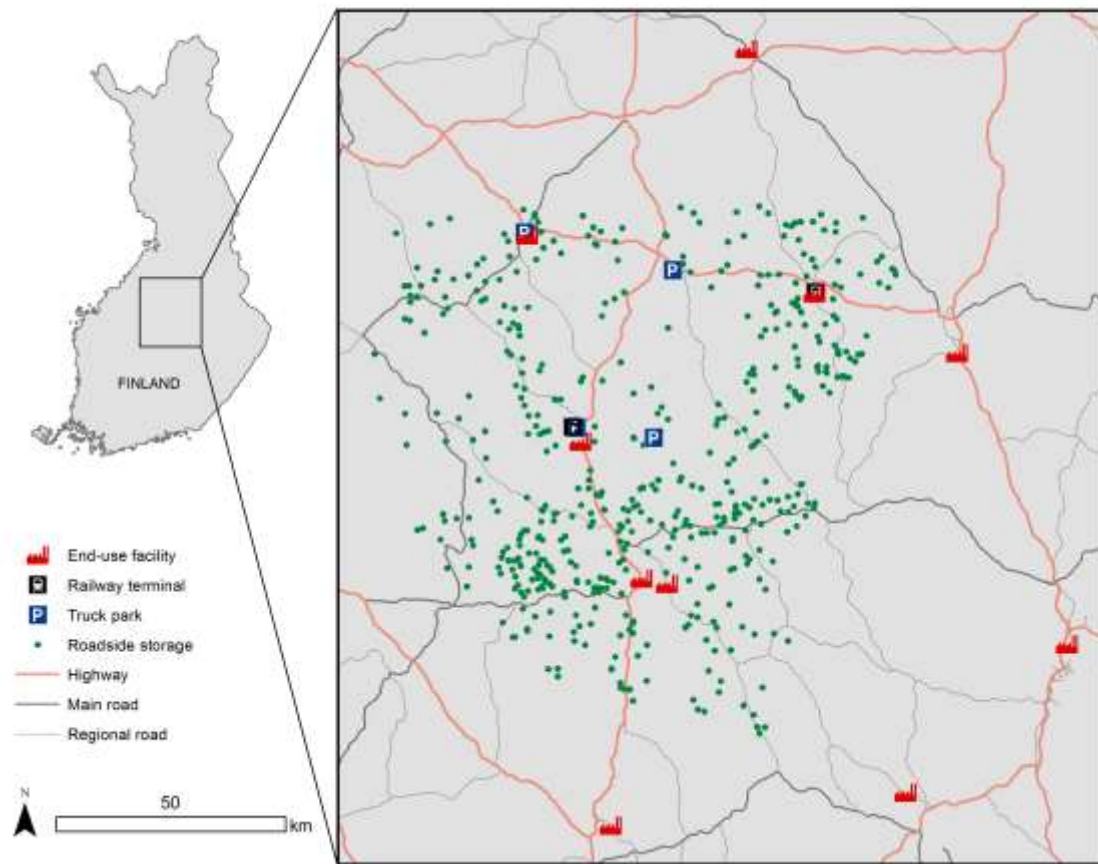 FINLAND
End-use facility
Railway terminal
P Truck park
Roadside storage
Highway
Main road
Regional road
N
50
km
P
P
P